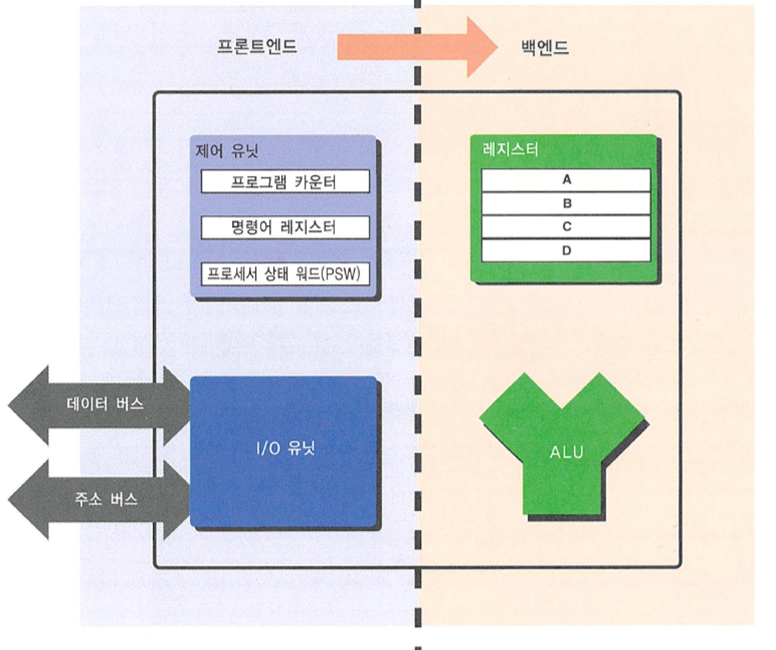 프론트엔드
백엔드
제어 유닛
프로그램 카운터
명령어 레지스터
프로세서 상태 워드(PSW)
레지스터
A
B
C
D
데이터 버스
주소 버스
I/O 유닛
ALU